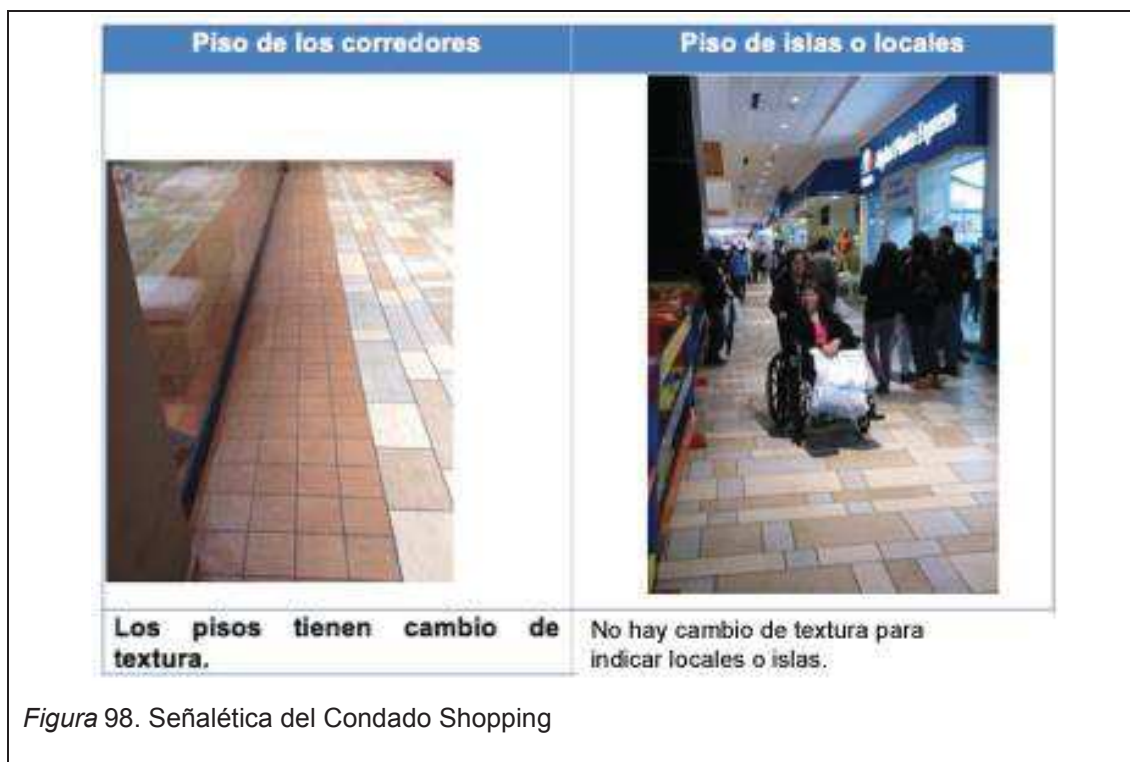 Piso de los corredores
Piso de islas o locales
Los pisos tienen cambio de
textura.
No hay cambio de textura para
indicar locales o islas.
Figura 98. Señalética del Condado Shopping